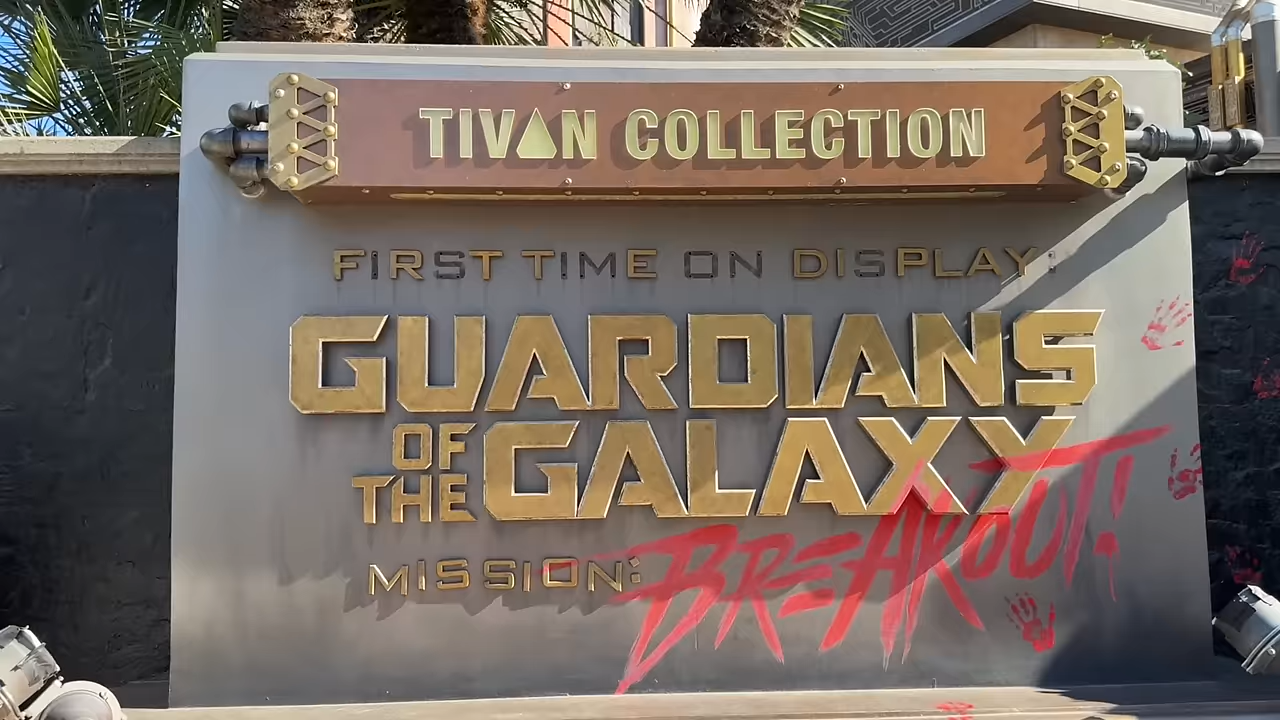 TIVAN COLLECTION
FIRST TIME ON DISPLAY
GUARDIANS
OF THE GALAXY
MISSION: BREAKOUT!